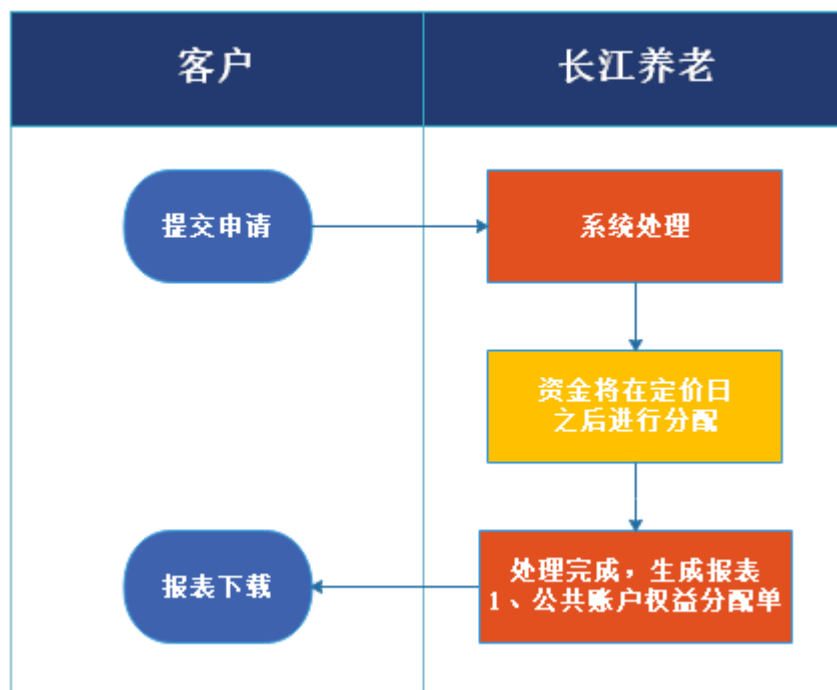 客户
长江养老
提交申请
系统处理
资金将在定价日
之后进行分配
报表下载
处理完成，生成报表
1、公共账户权益分配单